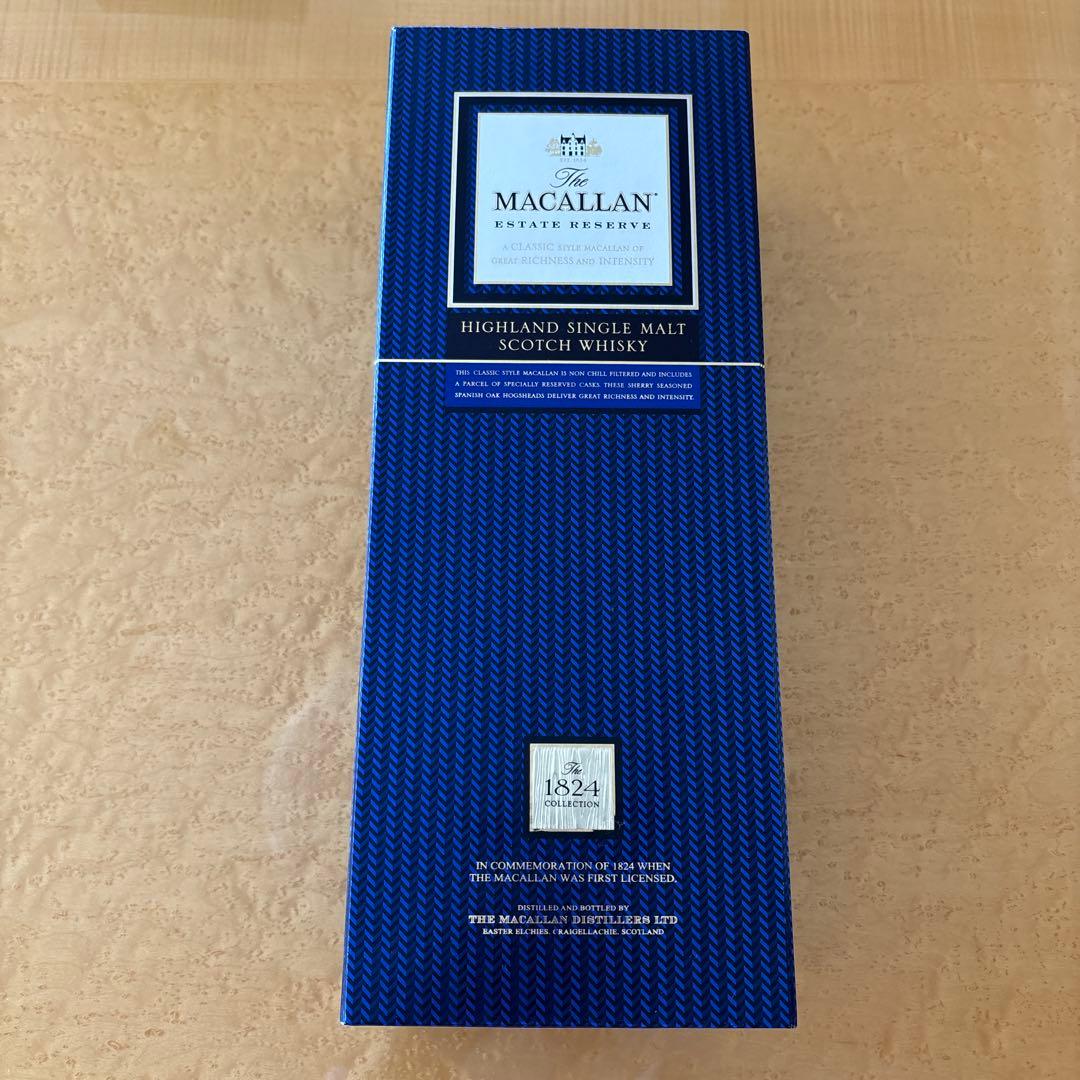 EST. 1824
The
MACALLAN®
ESTATE RESERVE
A CLASSIC STYLE MACALLAN OF
GREAT RICHNESS AND INTENSITY
HIGHLAND SINGLE MALT
SCOTCH WHISKY
THIS CLASSIC STYLE MACALLAN IS NON CHILL FILTERED AND INCLUDES
A PARCEL OF SPECIALLY RESERVED CASKS. THESE SHERRY SEASONED
SPANISH OAK HOGSHEADS DELIVER GREAT RICHNESS AND INTENSITY.
The
1824
COLLECTION
IN COMMEMORATION OF 1824 WHEN
THE MACALLAN WAS FIRST LICENSED.
DISTILLED AND BOTTLED BY
THE MACALLAN DISTILLERS LTD
EASTER ELCHIES, CRAIGELLACHIE, SCOTLAND